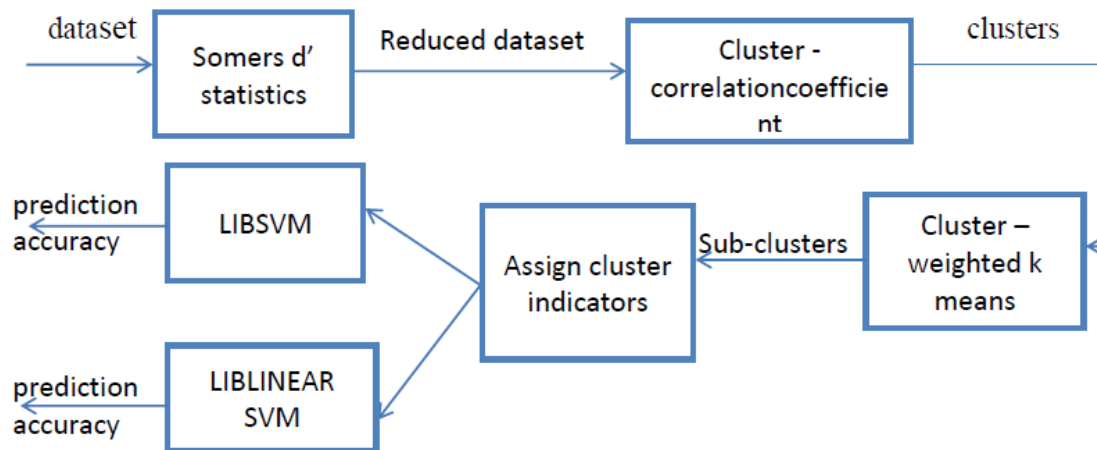 dataset
Somers d’
statistics
Reduced dataset
Cluster -
correlationcoefficie
nt
clusters
prediction
accuracy
LIBSVM
Assign cluster
indicators
Sub-clusters
Cluster –
weighted k
means
prediction
accuracy
LIBLINEAR
SVM